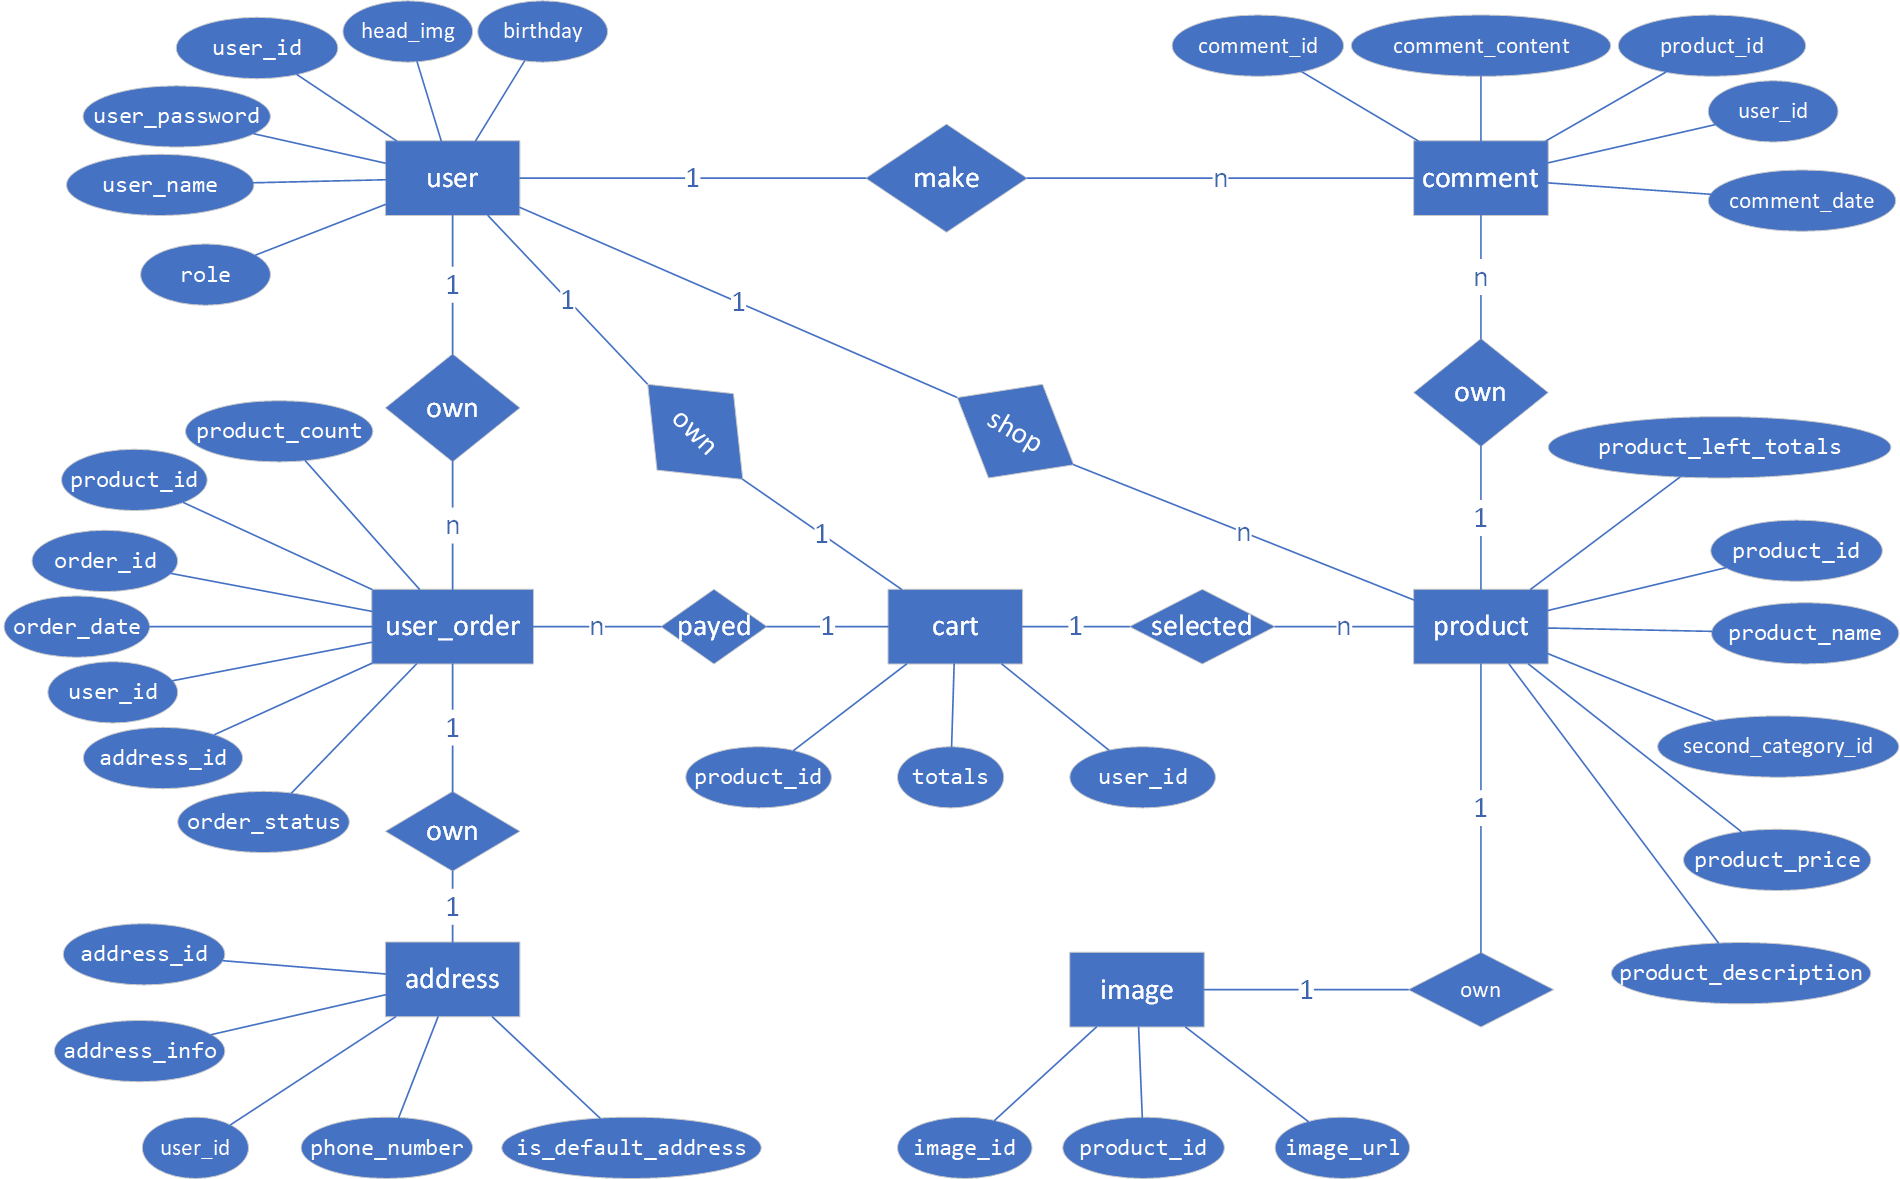 head_img
birthday
user_id
user_password
user_name
role
user
1
make
n
comment_id
comment_content
product_id
user_id
comment_date
comment
1
1
1
n
own
own
shop
own
product_count
product_id
order_id
order_date
user_id
address_id
order_status
n
user_order
n
payed
1
1
cart
1
selected
n
n
1
product
product_left_totals
product_id
product_name
second_category_id
product_price
product_description
product_id
totals
user_id
1
own
1
address
address_id
address_info
user_id
phone_number
is_default_address
1
own
1
image
image_id
product_id
image_url